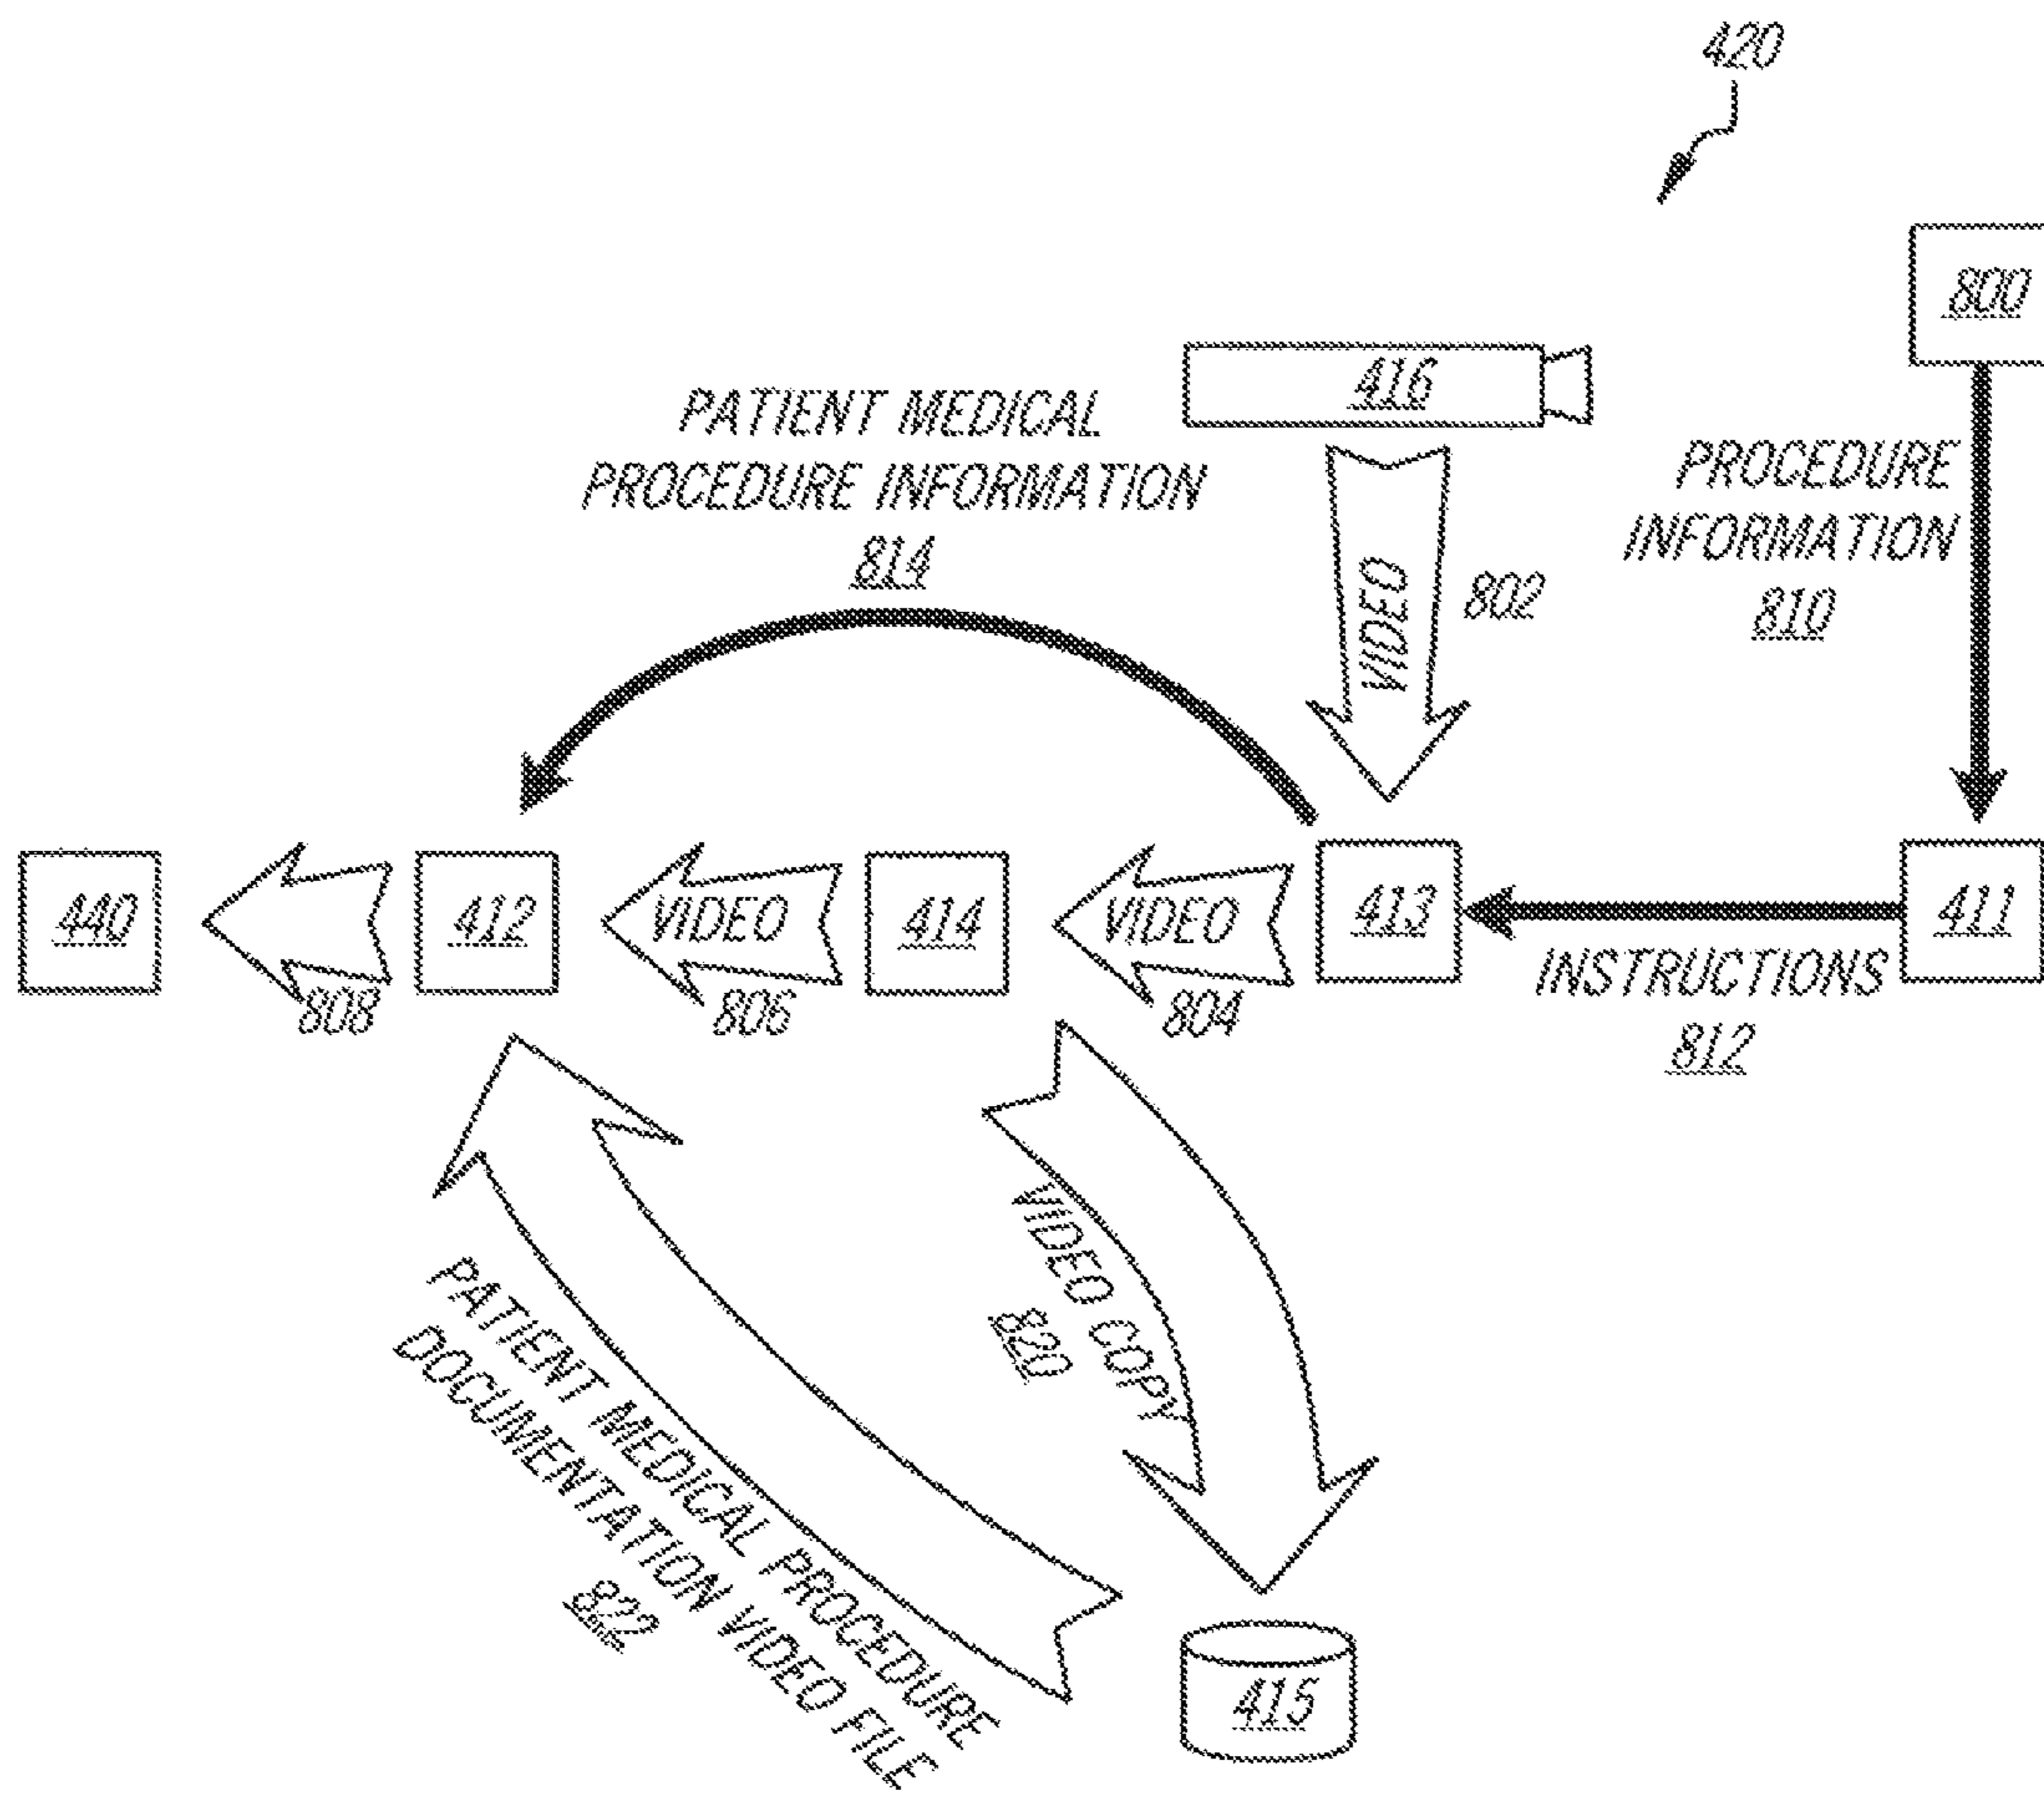 420
800
416
PATIENT MEDICAL
PROCEDURE INFORMATION
814
VIDEO
802
PROCEDURE
INFORMATION
810
440
808
412
VIDEO
806
414
VIDEO
804
413
411
INSTRUCTIONS
812
VIDEO COPY
820
PATIENT MEDICAL PROCEDURE
DOCUMENTATION VIDEO FILE
822
415